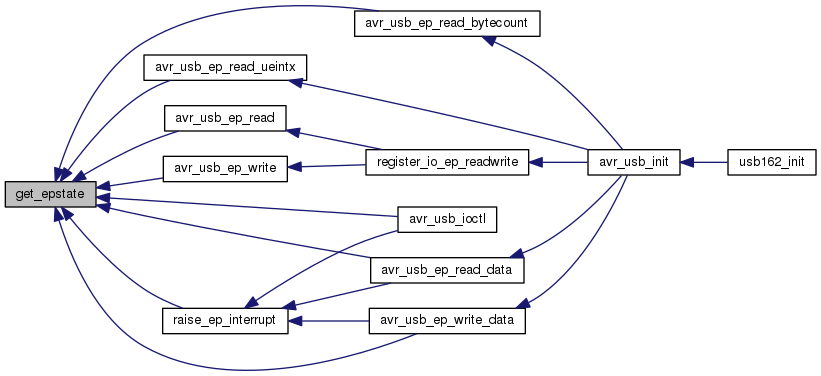 avr_usb_ep_read_bytecount
avr_usb_ep_read_ueintx
avr_usb_ep_read
avr_usb_ep_write
register_io_ep_readwrite
avr_usb_init
usb162_init
get_epstate
avr_usb_ioctl
avr_usb_ep_read_data
raise_ep_interrupt
avr_usb_ep_write_data